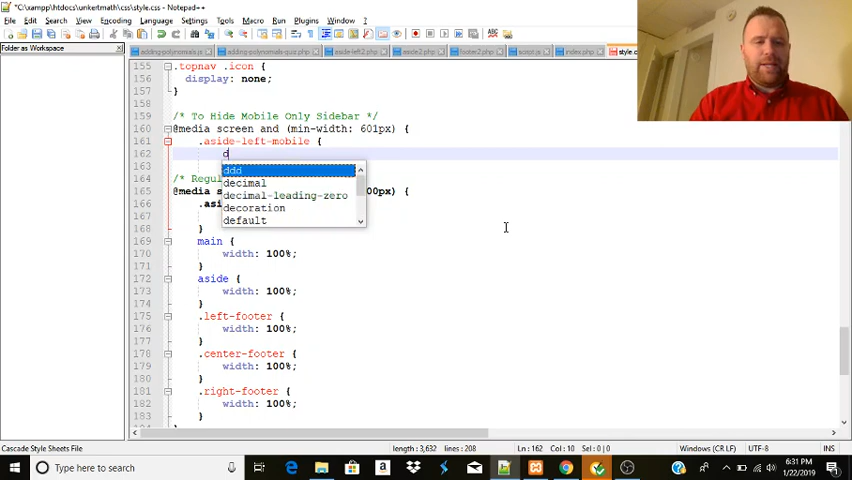 *C:\xampp\htdocs\unkertmath\css\style.css - Notepad++
File Edit Search View Encoding Language Settings Tools Macro Run Plugins Window ?
Folder as Workspace
adding-polynomials.js adding-polynomials-quiz.php aside-left2.php aside2.php footer2.php script.js index.php style.css
155 .topnav .icon {
156 display: none;
157 }
158
159 /* To Hide Mobile Only Sidebar */
160 @media screen and (min-width: 601px) {
161 .aside-left-mobile {
162 d
163
ddd
decimal
decimal-leading-zero
decoration
default
164 /* Regu
165 @media s 00px) {
166 .asi
167
168 }
169 main {
170 width: 100%;
171 }
272 aside {
173 width: 100%;
174 }
175 .left-footer {
176 width: 100%;
177 }
178 .center-footer {
179 width: 100%;
180 }
181 .right-footer {
182 width: 100%;
183 }
184
Cascade Style Sheets File length : 3,632 lines : 208 Ln : 162 Col : 10 Sel : 0 | 0 Windows (CR LF) UTF-8 INS
Type here to search
6:31 PM
1/22/2019